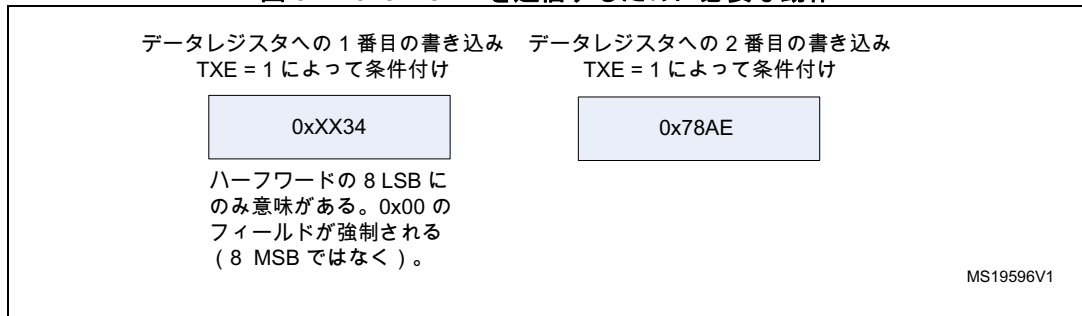 データレジスタへの 1 番目の書き込み
TXE = 1 によって条件付け
データレジスタへの 2 番目の書き込み
TXE = 1 によって条件付け
0xXX34
0x78AE
ハーフワードの 8 LSB に
のみ意味がある。0x00 の
フィールドが強制される
( 8 MSB ではなく ) 。
MS19596V1